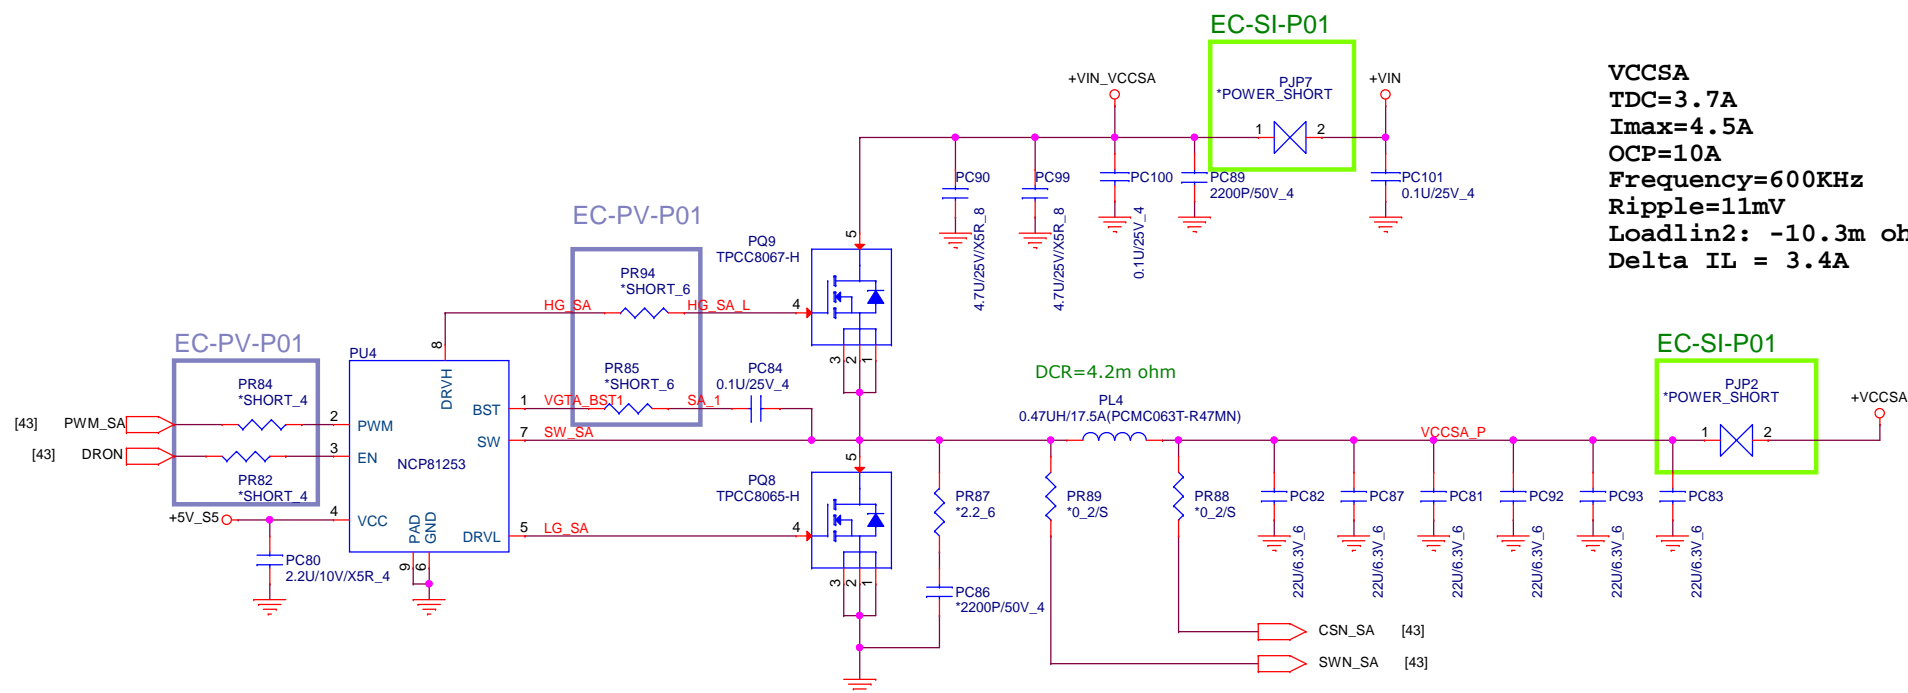 EC-SI-P01
PJP7
*POWER_SHORT
1
2
+VIN_VCCSA
+VIN
VCCSA
TDC=3.7A
Imax=4.5A
OCP=10A
Frequency=600KHz
Ripple=11mV
Loadlin2: -10.3m oh
Delta IL = 3.4A
PC90
4.7U/25V/X5R_8
PC99
4.7U/25V/X5R_8
PC100
0.1U/25V_4
PC89
2200P/50V_4
PC101
0.1U/25V_4
EC-PV-P01
PR94
*SHORT_6
HG_SA
HG_SA_L
PR85
*SHORT_6
VGTA_BST1
SA_1
PC84
0.1U/25V_4
PQ9
TPCC8067-H
5
4
3
2
1
EC-PV-P01
PR84
*SHORT_4
PR82
*SHORT_4
[43]
PWM_SA
[43]
DRON
+5V_S5
PC80
2.2U/10V/X5R_4
PU4
NCP81253
8
DRVH
1
BST
7
SW
2
PWM
3
EN
4
VCC
5
DRVL
PAD
GND
9
6
SW_SA
LG_SA
PQ8
TPCC8065-H
5
4
3
2
1
PR87
*2.2_6
PC86
*2200P/50V_4
DCR=4.2m ohm
PL4
0.47UH/17.5A(PCMC063T-R47MN)
PR89
*0_2/S
PR88
*0_2/S
VCCSA_P
PC82
22U/6.3V_6
PC87
22U/6.3V_6
PC81
22U/6.3V_6
PC92
22U/6.3V_6
PC93
22U/6.3V_6
PC83
22U/6.3V_6
EC-SI-P01
PJP2
*POWER_SHORT
1
2
+VCCSA
CSN_SA
[43]
SWN_SA
[43]